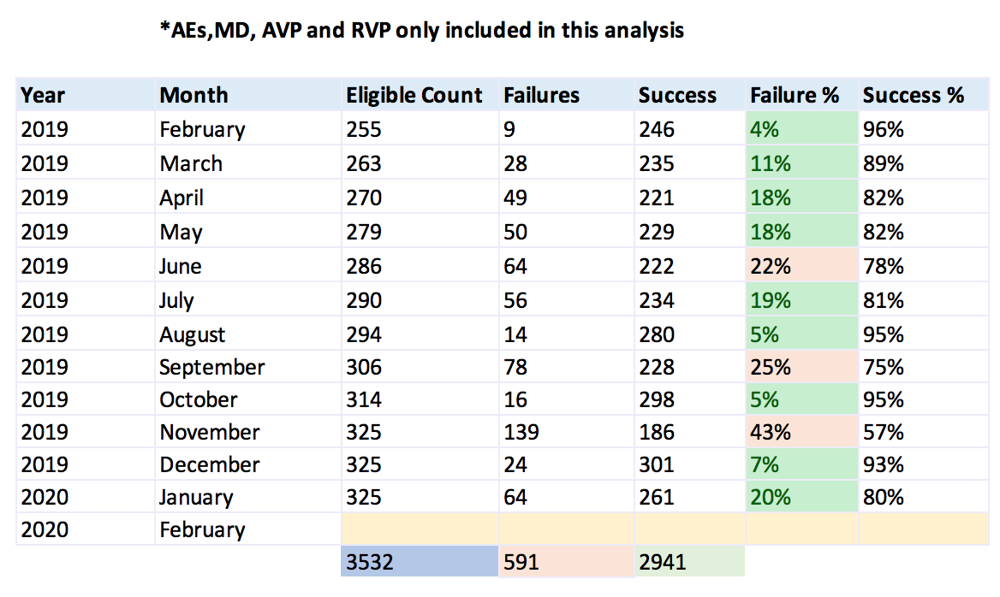 *AEs,MD, AVP and RVP only included in this analysis
Year Month Eligible Count Failures Success Failure % Success %
2019 February 255 9 246 4% 96%
2019 March 263 28 235 11% 89%
2019 April 270 49 221 18% 82%
2019 May 279 50 229 18% 82%
2019 June 286 64 222 22% 78%
2019 July 290 56 234 19% 81%
2019 August 294 14 280 5% 95%
2019 September 306 78 228 25% 75%
2019 October 314 16 298 5% 95%
2019 November 325 139 186 43% 57%
2019 December 325 24 301 7% 93%
2020 January 325 64 261 20% 80%
2020 February
3532 591 2941